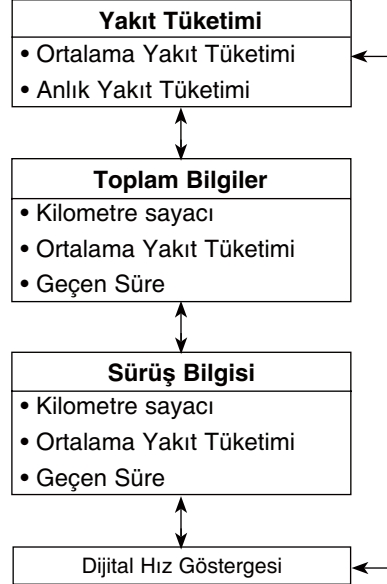 Yakıt Tüketimi
• Ortalama Yakıt Tüketimi
• Anlık Yakıt Tüketimi
Toplam Bilgiler
• Kilometre sayacı
• Ortalama Yakıt Tüketimi
• Geçen Süre
Sürüş Bilgisi
• Kilometre sayacı
• Ortalama Yakıt Tüketimi
• Geçen Süre
Dijital Hız Göstergesi